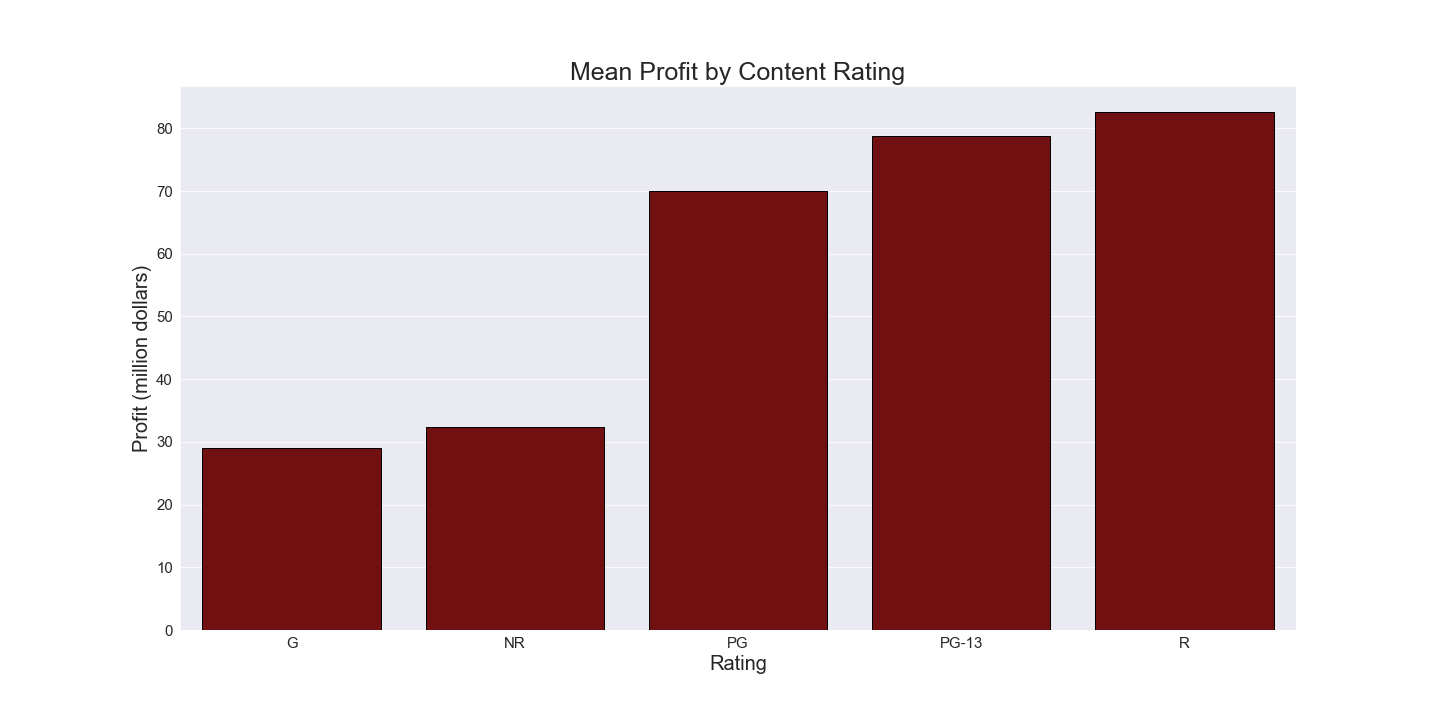 Mean Profit by Content Rating
Profit (million dollars)
80
70
60
50
40
30
20
10
0
G
NR
PG
PG-13
R
Rating